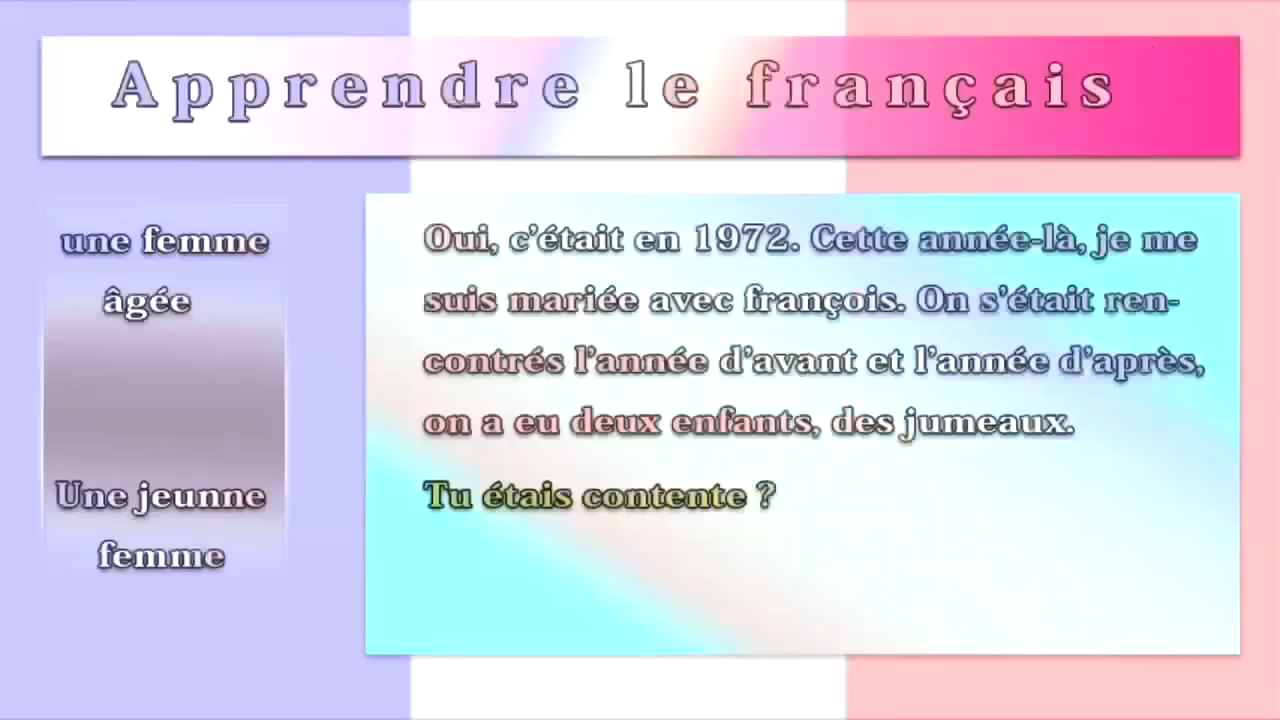 Apprendre le français
une femme
âgée
Oui, c'était en 1972. Cette année-là, je me
suis mariée avec françois. On s'était ren-
contrés l'année d'avant et l'année d'après,
on a eu deux enfants, des jumeaux.
Une jeunne
femme
Tu étais contente ?